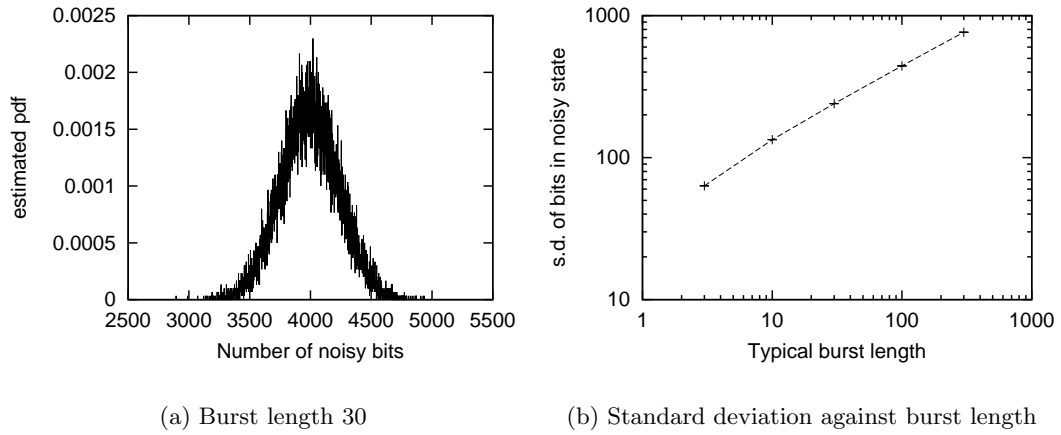 0.0025
0.002
0.0015
0.001
0.0005
0
estimated pdf
2500 3000 3500 4000 4500 5000 5500
Number of noisy bits
(a) Burst length 30
1000
100
10
s.d. of bits in noisy state
1 10 100 1000
Typical burst length
(b) Standard deviation against burst length